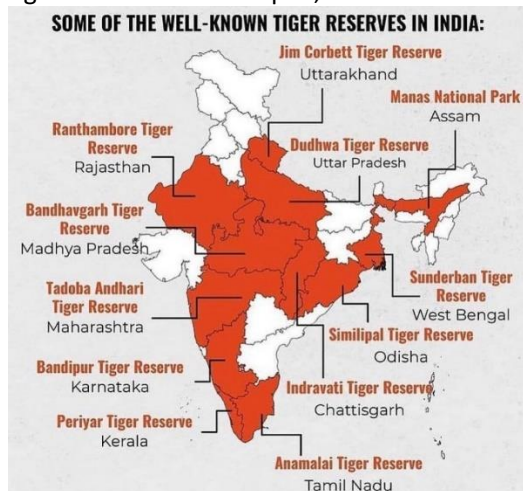 SOME OF THE WELL-KNOWN TIGER RESERVES IN INDIA:
Jim Corbett Tiger Reserve
Uttarakhand
Manas National Park
Assam
Ranthambore Tiger
Reserve
Rajasthan
Dudhwa Tiger Reserve
Uttar Pradesh
Bandhavgarh Tiger
Reserve
Madhya Pradesh
Tadoba Andhari
Tiger Reserve
Maharashtra
Sunderban Tiger
Reserve
West Bengal
Similipal Tiger Reserve
Odisha
Bandipur Tiger Reserve
Karnataka
Indravati Tiger Reserve
Chattisgarh
Periyar Tiger Reserve
Kerala
Anamalai Tiger Reserve
Tamil Nadu